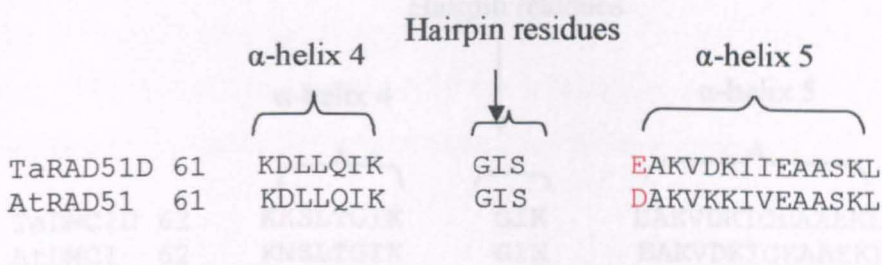 Hairpin residues
α-helix 4 α-helix 5
TaRAD51D 61 KDLLQIK GIS EAKVDKIIEAASKL
AtRAD51 61 KDLLQIK GIS DAKVKKIVEAASKL